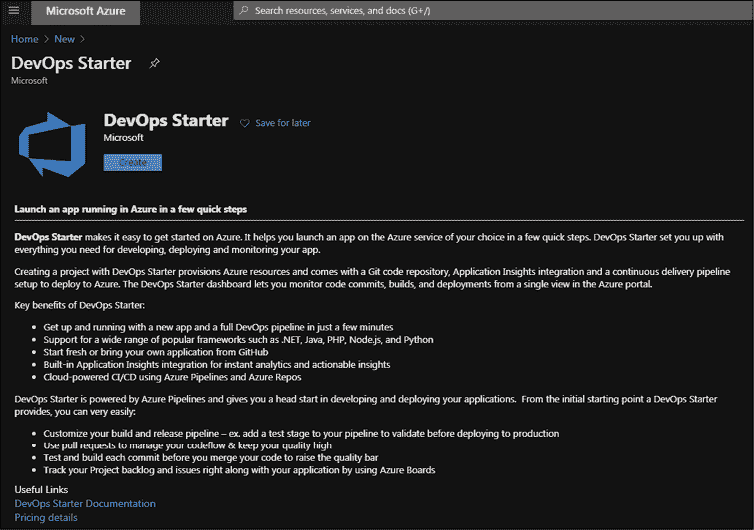 Microsoft Azure
Search resources, services, and docs (G+/)
Home > New >
DevOps Starter
Microsoft
DevOps Starter
Save for later
Microsoft
Create
Launch an app running in Azure in a few quick steps
DevOps Starter makes it easy to get started on Azure. It helps you launch an app on the Azure service of your choice in a few quick steps. DevOps Starter set you up with
everything you need for developing, deploying and monitoring your app.
Creating a project with DevOps Starter provisions Azure resources and comes with a Git code repository, Application Insights integration and a continuous delivery pipeline
setup to deploy to Azure. The DevOps Starter dashboard lets you monitor code commits, builds, and deployments from a single view in the Azure portal.
Key benefits of DevOps Starter:
• Get up and running with a new app and a full DevOps pipeline in just a few minutes
• Support for a wide range of popular frameworks such as .NET, Java, PHP, Node.js, and Python
• Start fresh or bring your own application from GitHub
• Built-in Application Insights integration for instant analytics and actionable insights
• Cloud-powered CI/CD using Azure Pipelines and Azure Repos
DevOps Starter is powered by Azure Pipelines and gives you a head start in developing and deploying your applications. From the initial starting point a DevOps Starter
provides, you can very easily:
• Customize your build and release pipeline – ex. add a test stage to your pipeline to validate before deploying to production
• Use pull requests to manage your codeflow & keep your quality high
• Test and build each commit before you merge your code to raise the quality bar
• Track your Project backlog and issues right along with your application by using Azure Boards
Useful Links
DevOps Starter Documentation
Pricing details